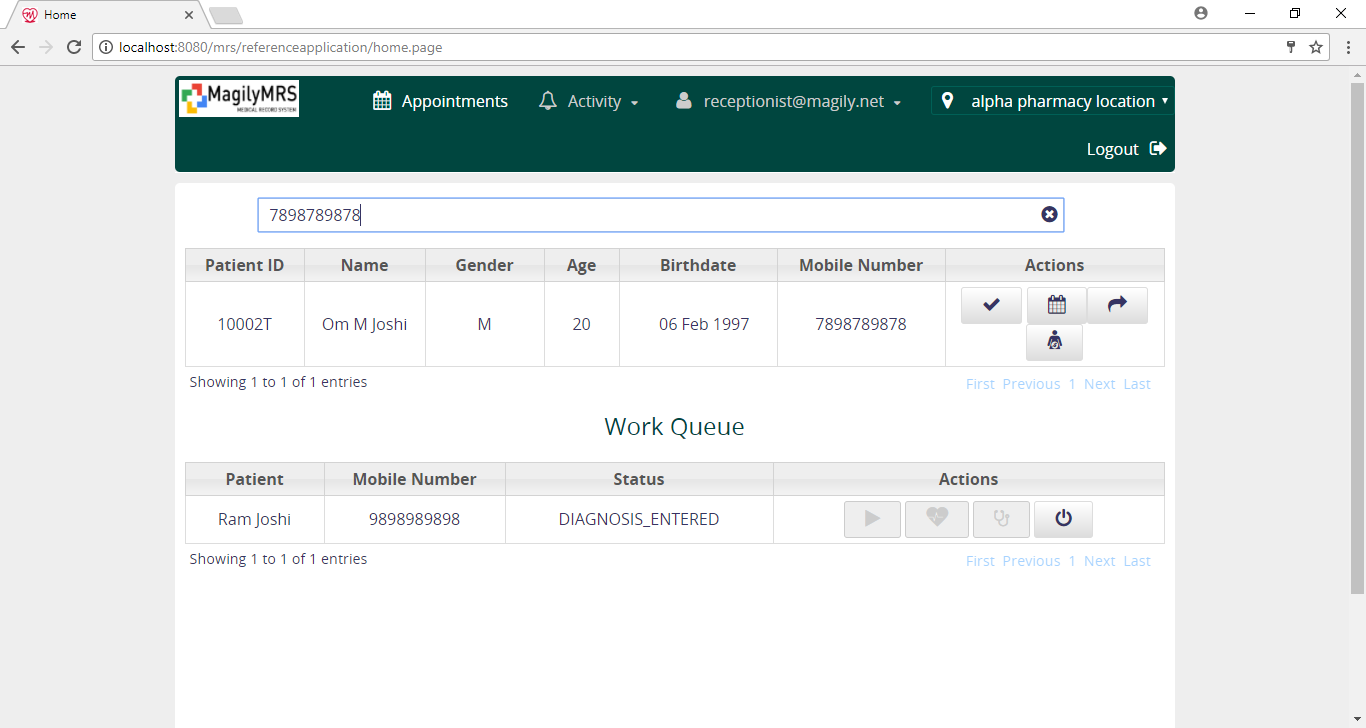 Home
localhost:8080/mrs/referenceapplication/home.page
MagilyMRS
MEDICAL RECORD SYSTEM
Appointments Activity receptionist@magily.net alpha pharmacy location
Logout
7898789878
Patient ID Name Gender Age Birthdate Mobile Number Actions
10002T Om M Joshi M 20 06 Feb 1997 7898789878
Showing 1 to 1 of 1 entries First Previous 1 Next Last
Work Queue
Patient Mobile Number Status Actions
Ram Joshi 9898989898 DIAGNOSIS_ENTERED
Showing 1 to 1 of 1 entries First Previous 1 Next Last